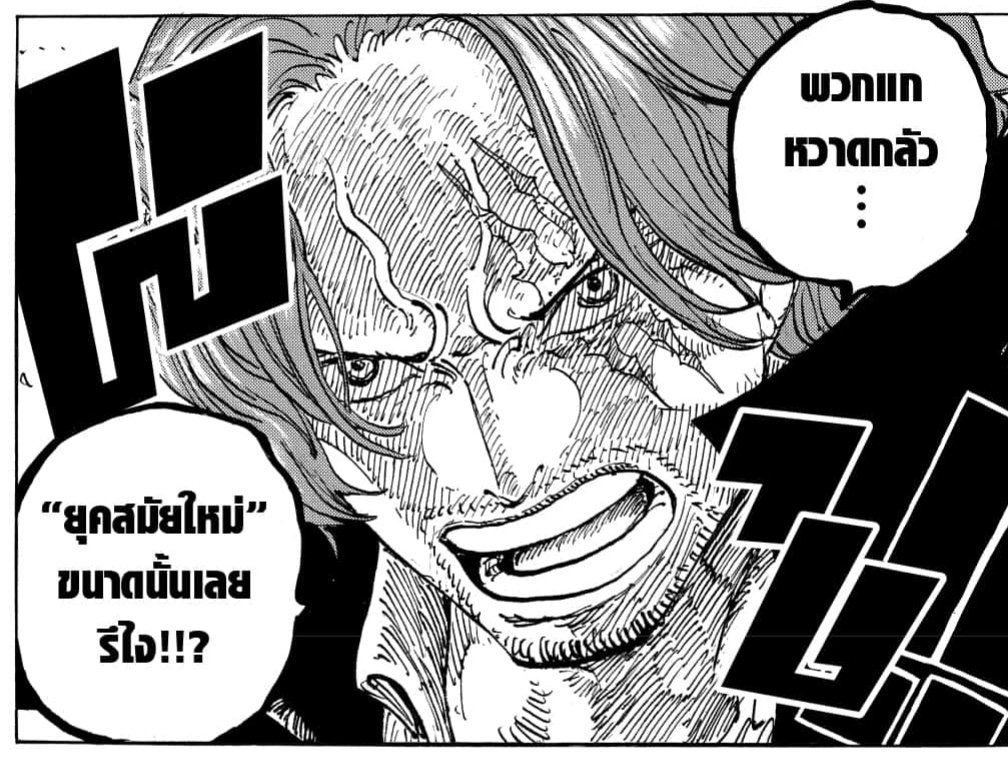 พวกแก
หวาดกลัว
...
“ยุคสมัยใหม่”
ขนาดนั้นเลย
รึไง!!?